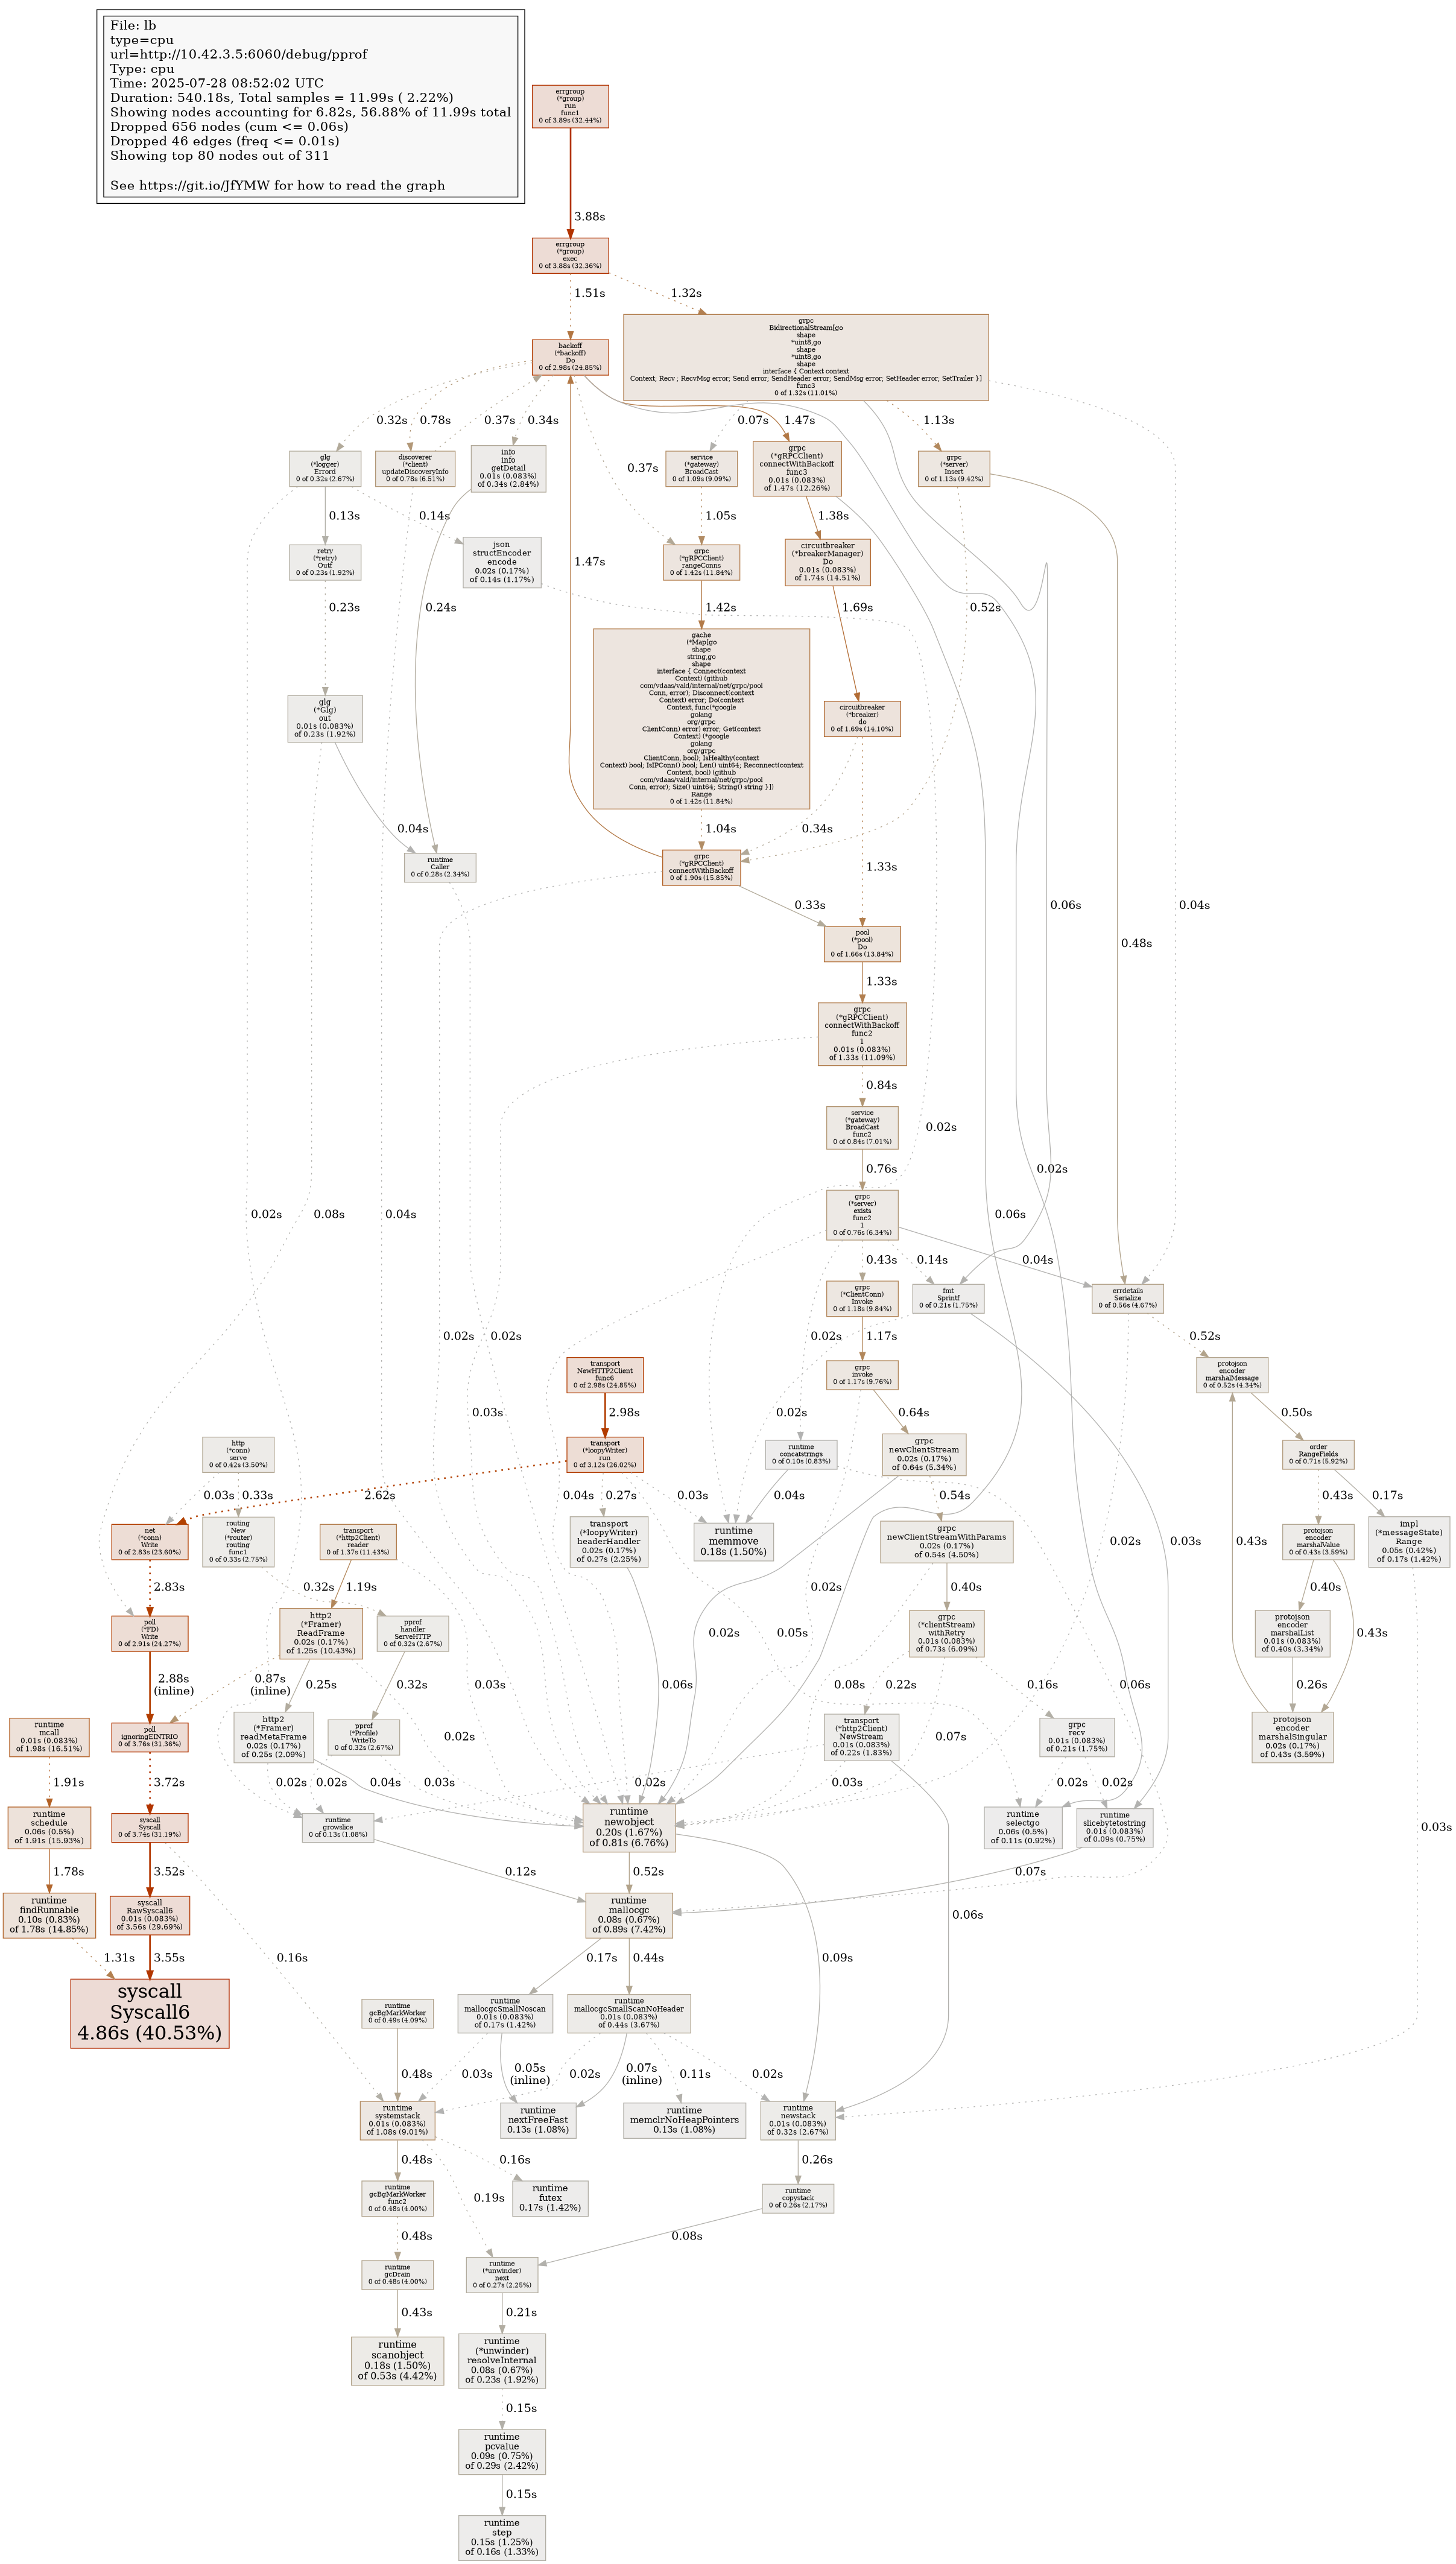 File: lb
type=cpu
url=http://10.42.3.5:6060/debug/pprof
Type: cpu
Time: 2025-07-28 08:52:02 UTC
Duration: 540.18s, Total samples = 11.99s ( 2.22%)
Showing nodes accounting for 6.82s, 56.88% of 11.99s total
Dropped 656 nodes (cum <= 0.06s)
Dropped 46 edges (freq <= 0.01s)
Showing top 80 nodes out of 311
See https://git.io/JfYMW for how to read the graph
errgroup
(*group)
run
func1
0 of 3.89s (32.44%)
3.88s
errgroup
(*group)
exec
0 of 3.88s (32.36%)
1.51s
1.32s
backoff
(*backoff)
Do
0 of 2.98s (24.85%)
grpc
BidirectionalStream[go
shape
*uint8,go
shape
*uint8,go
shape
interface { Context context
Context; Recv ; RecvMsg error; Send error; SendHeader error; SendMsg error; SetHeader error; SetTrailer }]
func3
0 of 1.32s (11.01%)
0.32s
0.78s
0.37s
0.34s
0.37s
0.07s
1.47s
1.13s
glg
(*logger)
Errord
0 of 0.32s (2.67%)
discoverer
(*client)
updateDiscoveryInfo
0 of 0.78s (6.51%)
info
info
getDetail
0.01s (0.083%)
of 0.34s (2.84%)
service
(*gateway)
BroadCast
0 of 1.09s (9.09%)
grpc
(*gRPCClient)
connectWithBackoff
func3
0.01s (0.083%)
of 1.47s (12.26%)
grpc
(*server)
Insert
0 of 1.13s (9.42%)
0.13s
0.14s
1.05s
1.38s
retry
(*retry)
Outf
0 of 0.23s (1.92%)
json
structEncoder
encode
0.02s (0.17%)
of 0.14s (1.17%)
1.47s
grpc
(*gRPCClient)
rangeConns
0 of 1.42s (11.84%)
circuitbreaker
(*breakerManager)
Do
0.01s (0.083%)
of 1.74s (14.51%)
0.23s
0.24s
1.42s
1.69s
0.52s
glg
(*Glg)
out
0.01s (0.083%)
of 0.23s (1.92%)
gache
(*Map[go
shape
string,go
shape
interface { Connect(context
Context) (github
com/vdaas/vald/internal/net/grpc/pool
Conn, error); Disconnect(context
Context) error; Do(context
Context, func(*google
golang
org/grpc
ClientConn) error) error; Get(context
Context) (*google
golang
org/grpc
ClientConn, bool); IsHealthy(context
Context) bool; IsIPConn() bool; Len() uint64; Reconnect(context
Context, bool) (github
com/vdaas/vald/internal/net/grpc/pool
Conn, error); Size() uint64; String() string }])
Range
0 of 1.42s (11.84%)
circuitbreaker
(*breaker)
do
0 of 1.69s (14.10%)
0.04s
1.04s
0.34s
1.33s
runtime
Caller
0 of 0.28s (2.34%)
grpc
(*gRPCClient)
connectWithBackoff
0 of 1.90s (15.85%)
0.33s
0.06s
0.04s
0.48s
pool
(*pool)
Do
0 of 1.66s (13.84%)
1.33s
grpc
(*gRPCClient)
connectWithBackoff
func2
1
0.01s (0.083%)
of 1.33s (11.09%)
0.84s
service
(*gateway)
BroadCast
func2
0 of 0.84s (7.01%)
0.02s
0.76s
0.02s
0.02s
0.08s
0.04s
grpc
(*server)
exists
func2
1
0 of 0.76s (6.34%)
0.06s
0.43s
0.14s
0.04s
grpc
(*ClientConn)
Invoke
0 of 1.18s (9.84%)
fmt
Sprintf
0 of 0.21s (1.75%)
errdetails
Serialize
0 of 0.56s (4.67%)
0.02s
0.02s
0.02s
1.17s
0.52s
transport
NewHTTP2Client
func6
0 of 2.98s (24.85%)
grpc
invoke
0 of 1.17s (9.76%)
protojson
encoder
marshalMessage
0 of 0.52s (4.34%)
2.98s
0.03s
0.02s
0.64s
0.50s
http
(*conn)
serve
0 of 0.42s (3.50%)
transport
(*loopyWriter)
run
0 of 3.12s (26.02%)
runtime
concatstrings
0 of 0.10s (0.83%)
grpc
newClientStream
0.02s (0.17%)
of 0.64s (5.34%)
order
RangeFields
0 of 0.71s (5.92%)
0.03s
0.33s
2.62s
0.04s
0.27s
0.03s
0.04s
0.54s
0.43s
0.17s
net
(*conn)
Write
0 of 2.83s (23.60%)
routing
New
(*router)
routing
func1
0 of 0.33s (2.75%)
transport
(*http2Client)
reader
0 of 1.37s (11.43%)
transport
(*loopyWriter)
headerHandler
0.02s (0.17%)
of 0.27s (2.25%)
runtime
memmove
0.18s (1.50%)
grpc
newClientStreamWithParams
0.02s (0.17%)
of 0.54s (4.50%)
0.02s
0.03s
0.43s
protojson
encoder
marshalValue
0 of 0.43s (3.59%)
impl
(*messageState)
Range
0.05s (0.42%)
of 0.17s (1.42%)
2.83s
0.32s
1.19s
0.02s
0.40s
0.40s
poll
(*FD)
Write
0 of 2.91s (24.27%)
http2
(*Framer)
ReadFrame
0.02s (0.17%)
of 1.25s (10.43%)
pprof
handler
ServeHTTP
0 of 0.32s (2.67%)
0.02s
0.05s
grpc
(*clientStream)
withRetry
0.01s (0.083%)
of 0.73s (6.09%)
protojson
encoder
marshalList
0.01s (0.083%)
of 0.40s (3.34%)
0.43s
2.88s
(inline)
0.87s
(inline)
0.25s
0.32s
0.03s
0.06s
0.08s
0.22s
0.16s
0.06s
0.26s
runtime
mcall
0.01s (0.083%)
of 1.98s (16.51%)
poll
ignoringEINTRIO
0 of 3.76s (31.36%)
http2
(*Framer)
readMetaFrame
0.02s (0.17%)
of 0.25s (2.09%)
pprof
(*Profile)
WriteTo
0 of 0.32s (2.67%)
0.02s
transport
(*http2Client)
NewStream
0.01s (0.083%)
of 0.22s (1.83%)
0.07s
grpc
recv
0.01s (0.083%)
of 0.21s (1.75%)
protojson
encoder
marshalSingular
0.02s (0.17%)
of 0.43s (3.59%)
1.91s
3.72s
0.02s
0.02s
0.04s
0.03s
0.02s
0.03s
0.02s
0.02s
runtime
schedule
0.06s (0.5%)
of 1.91s (15.93%)
syscall
Syscall
0 of 3.74s (31.19%)
runtime
growslice
0 of 0.13s (1.08%)
runtime
newobject
0.20s (1.67%)
of 0.81s (6.76%)
runtime
selectgo
0.06s (0.5%)
of 0.11s (0.92%)
runtime
slicebytetostring
0.01s (0.083%)
of 0.09s (0.75%)
0.03s
1.78s
3.52s
0.12s
0.52s
0.07s
runtime
findRunnable
0.10s (0.83%)
of 1.78s (14.85%)
syscall
RawSyscall6
0.01s (0.083%)
of 3.56s (29.69%)
runtime
mallocgc
0.08s (0.67%)
of 0.89s (7.42%)
0.06s
1.31s
3.55s
0.16s
0.17s
0.44s
0.09s
syscall
Syscall6
4.86s (40.53%)
runtime
gcBgMarkWorker
0 of 0.49s (4.09%)
runtime
mallocgcSmallNoscan
0.01s (0.083%)
of 0.17s (1.42%)
runtime
mallocgcSmallScanNoHeader
0.01s (0.083%)
of 0.44s (3.67%)
0.48s
0.03s
0.05s
(inline)
0.02s
0.07s
(inline)
0.11s
0.02s
runtime
systemstack
0.01s (0.083%)
of 1.08s (9.01%)
runtime
nextFreeFast
0.13s (1.08%)
runtime
memclrNoHeapPointers
0.13s (1.08%)
runtime
newstack
0.01s (0.083%)
of 0.32s (2.67%)
0.48s
0.16s
0.26s
runtime
gcBgMarkWorker
func2
0 of 0.48s (4.00%)
0.19s
runtime
futex
0.17s (1.42%)
runtime
copystack
0 of 0.26s (2.17%)
0.48s
0.08s
runtime
gcDrain
0 of 0.48s (4.00%)
runtime
(*unwinder)
next
0 of 0.27s (2.25%)
0.43s
0.21s
runtime
scanobject
0.18s (1.50%)
of 0.53s (4.42%)
runtime
(*unwinder)
resolveInternal
0.08s (0.67%)
of 0.23s (1.92%)
0.15s
runtime
pcvalue
0.09s (0.75%)
of 0.29s (2.42%)
0.15s
runtime
step
0.15s (1.25%)
of 0.16s (1.33%)